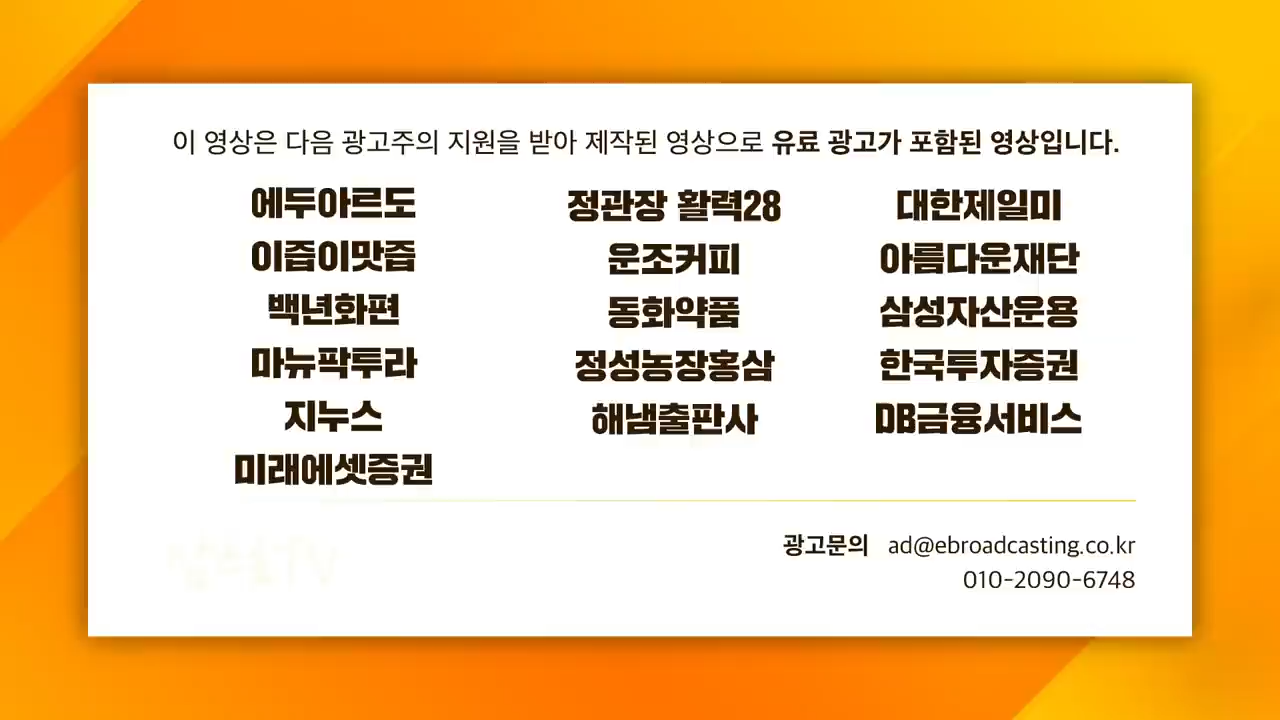 이 영상은 다음 광고주의 지원을 받아 제작된 영상으로 유료 광고가 포함된 영상입니다.
에두아르도 정관장 활력28 대한제일미
이즙이맛즙 운조커피 아름다운재단
백년화편 동화약품 삼성자산운용
마뉴팍투라 정성농장홍삼 한국투자증권
지누스 해냄출판사 DB금융서비스
미래에셋증권
광고문의 ad@ebroadcasting.co.kr
010-2090-6748